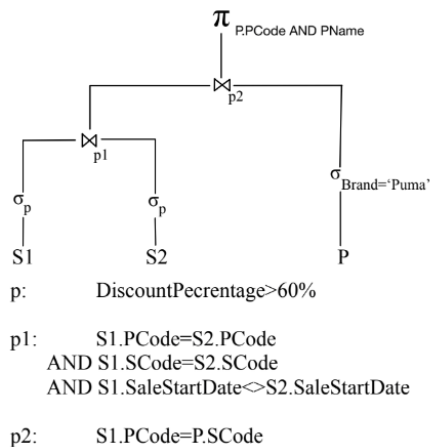 π P.PCode AND PName
⋈ p2
⋈ p1
σ p
σ p
σ Brand=‘Puma’
S1
S2
P
p: DiscountPecrentage>60%
p1: S1.PCode=S2.PCode
AND S1.SCode=S2.SCode
AND S1.SaleStartDate<>S2.SaleStartDate
p2: S1.PCode=P.SCode